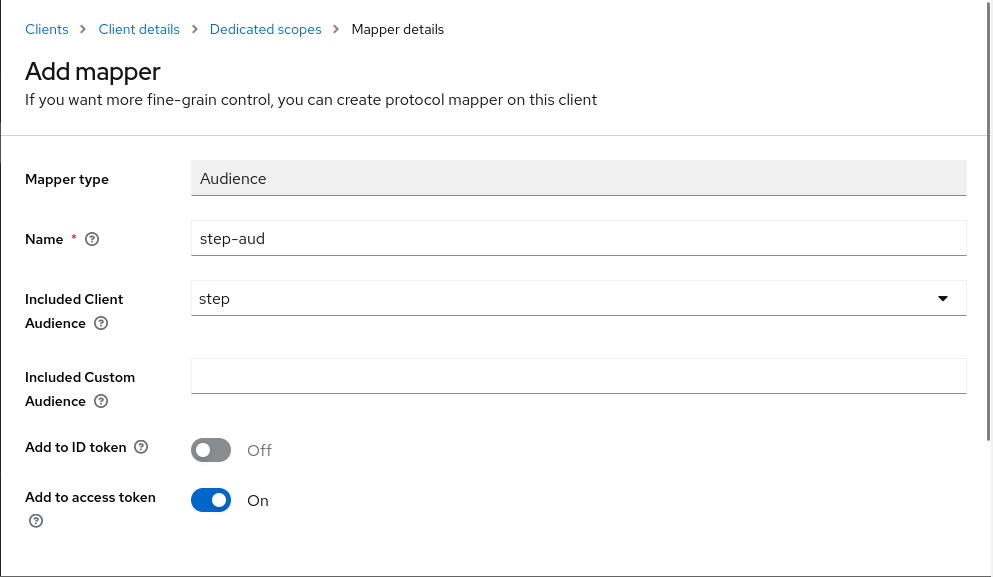 Clients > Client details > Dedicated scopes > Mapper details
Add mapper
If you want more fine-grain control, you can create protocol mapper on this client
Mapper type
Audience
Name *
step-aud
Included Client
Audience
step
Included Custom
Audience
Add to ID token
Off
Add to access token
On